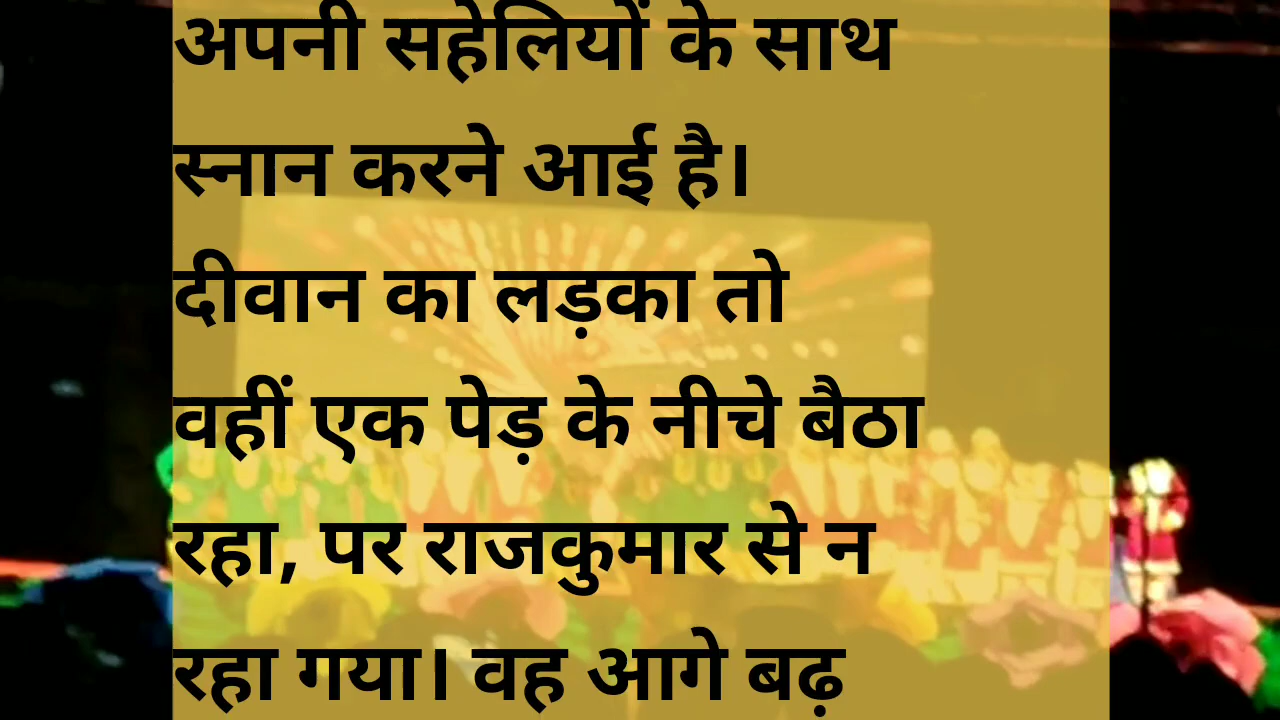 अपनी सहेलियों के साथ
स्नान करने आई है।
दीवान का लड़का तो
वहीं एक पेड़ के नीचे बैठा
रहा, पर राजकुमार से न
रहा गया। वह आगे बढ़